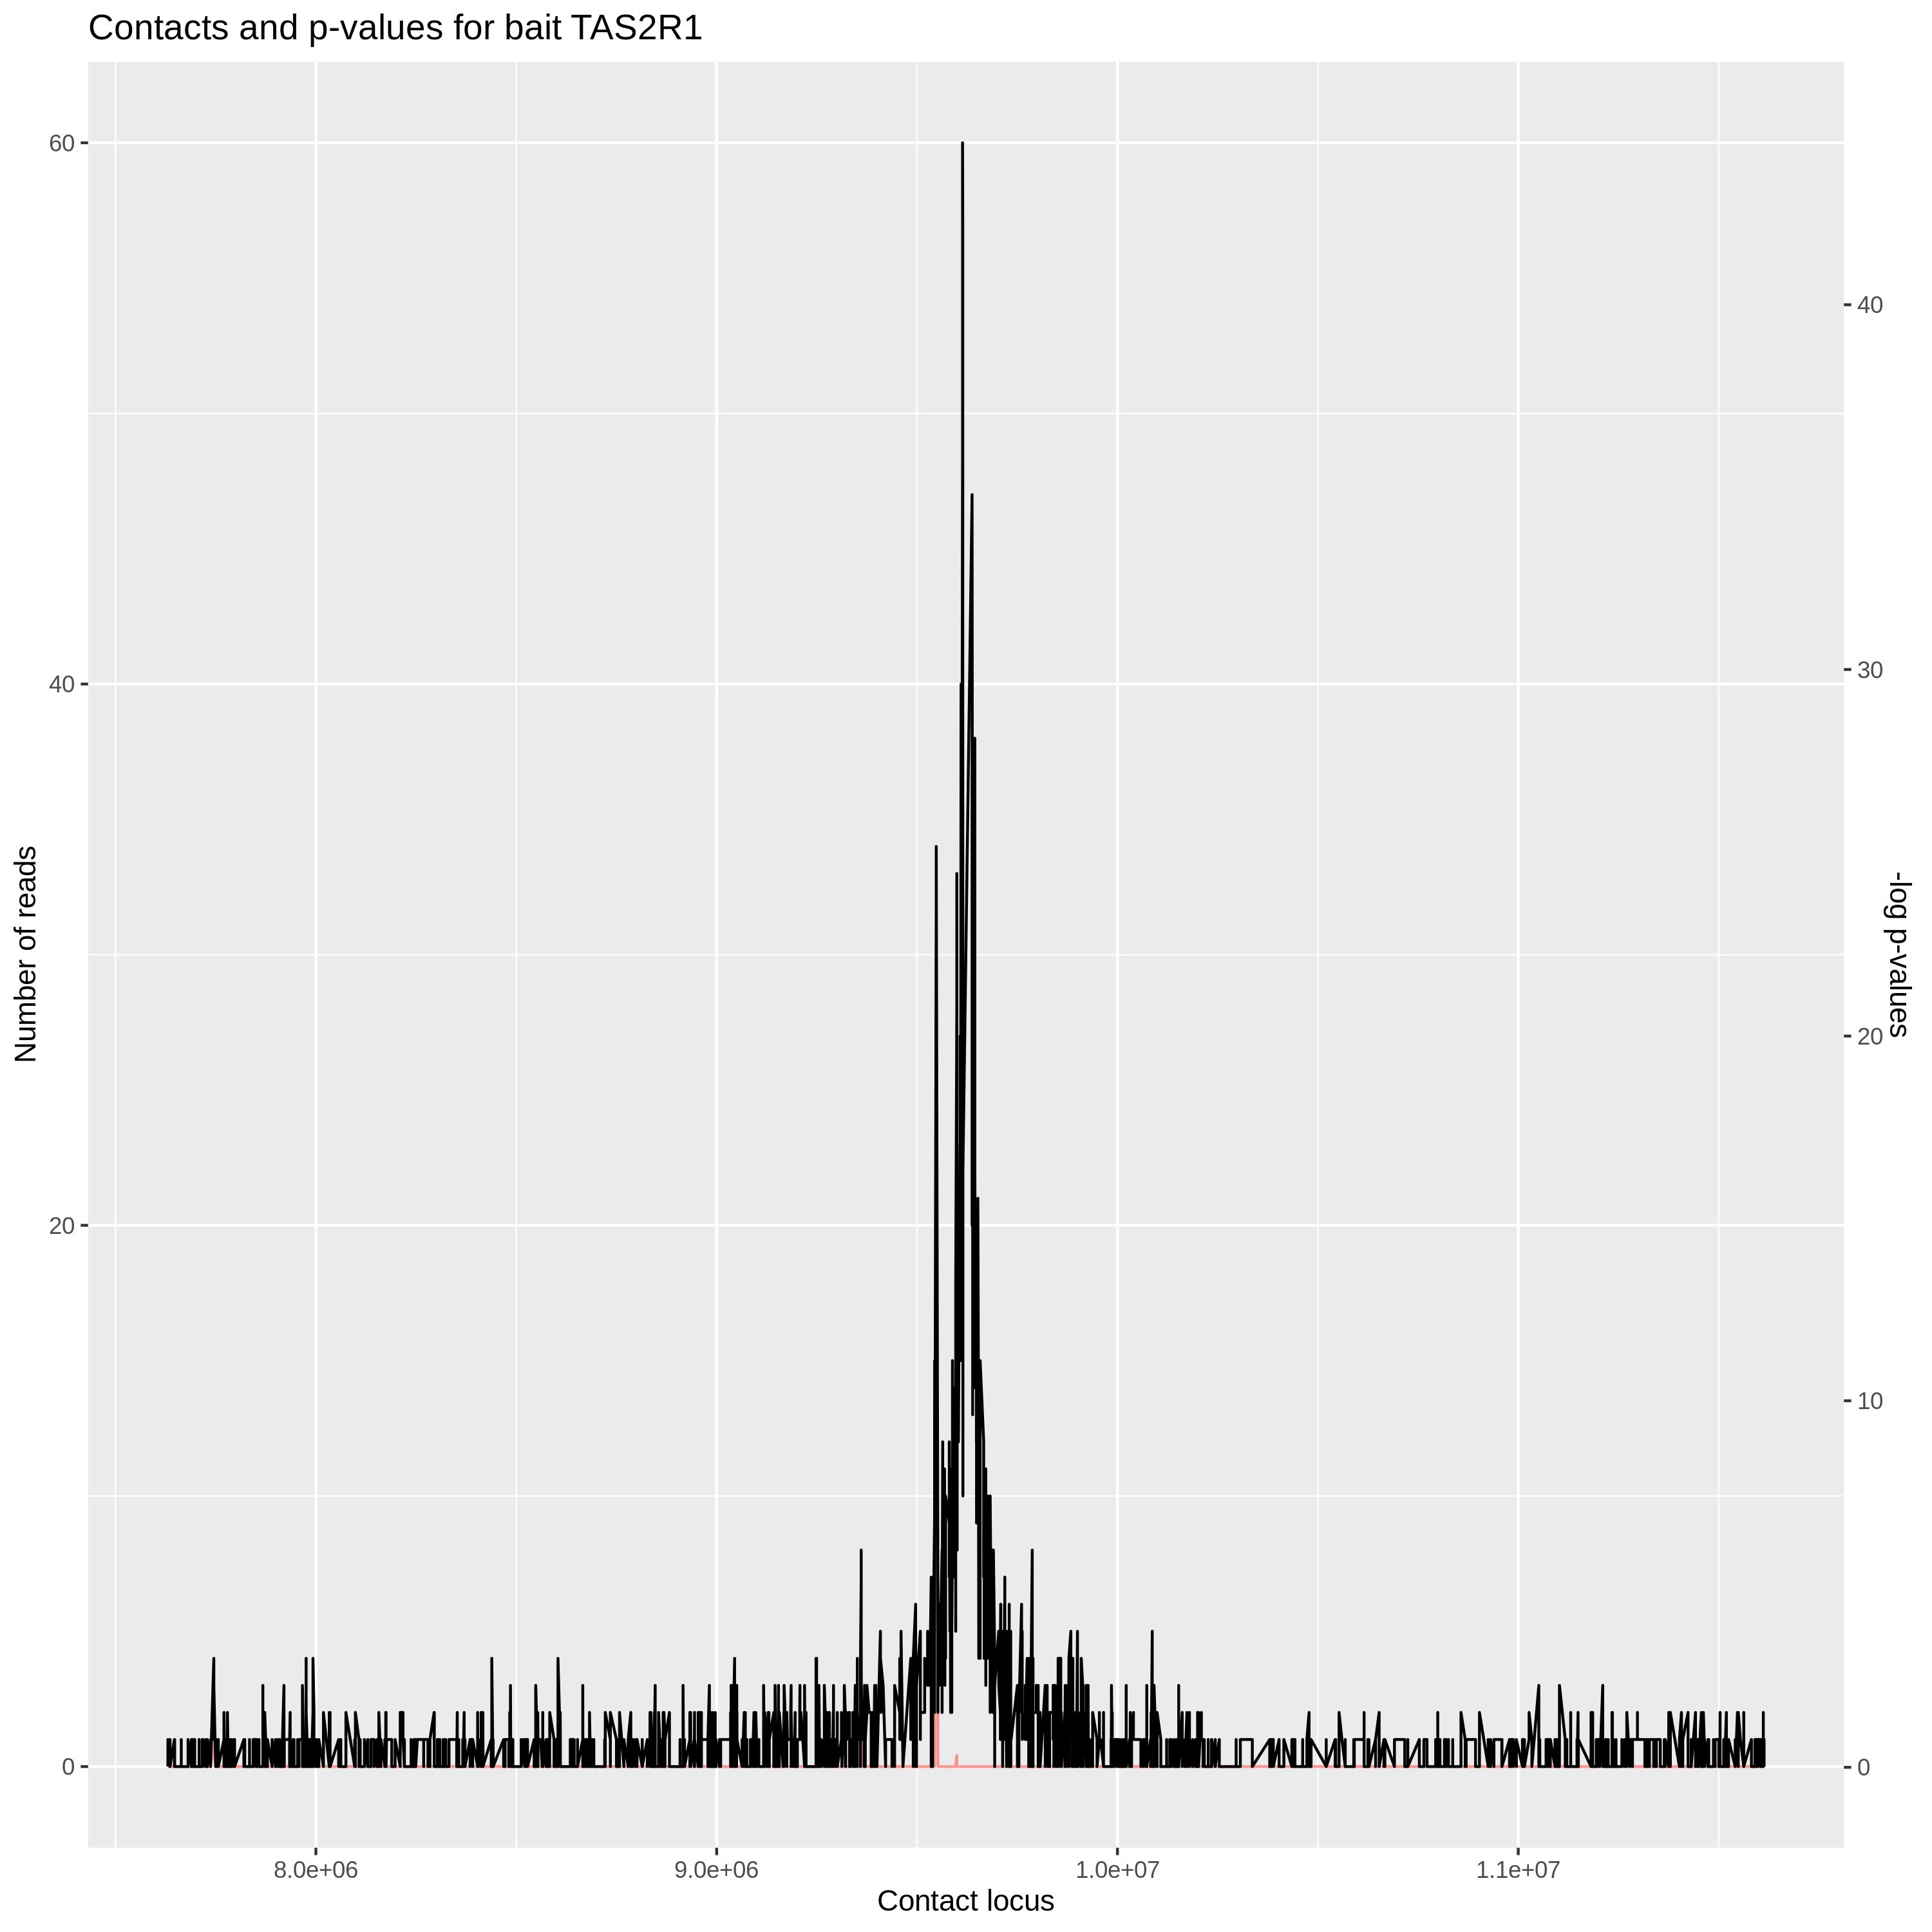 Contacts and p-values for bait TAS2R1
60
40
20
0
Number of reads
40
30
20
10
0
-log p-values
8.0e+06
9.0e+06
1.0e+07
1.1e+07
Contact locus